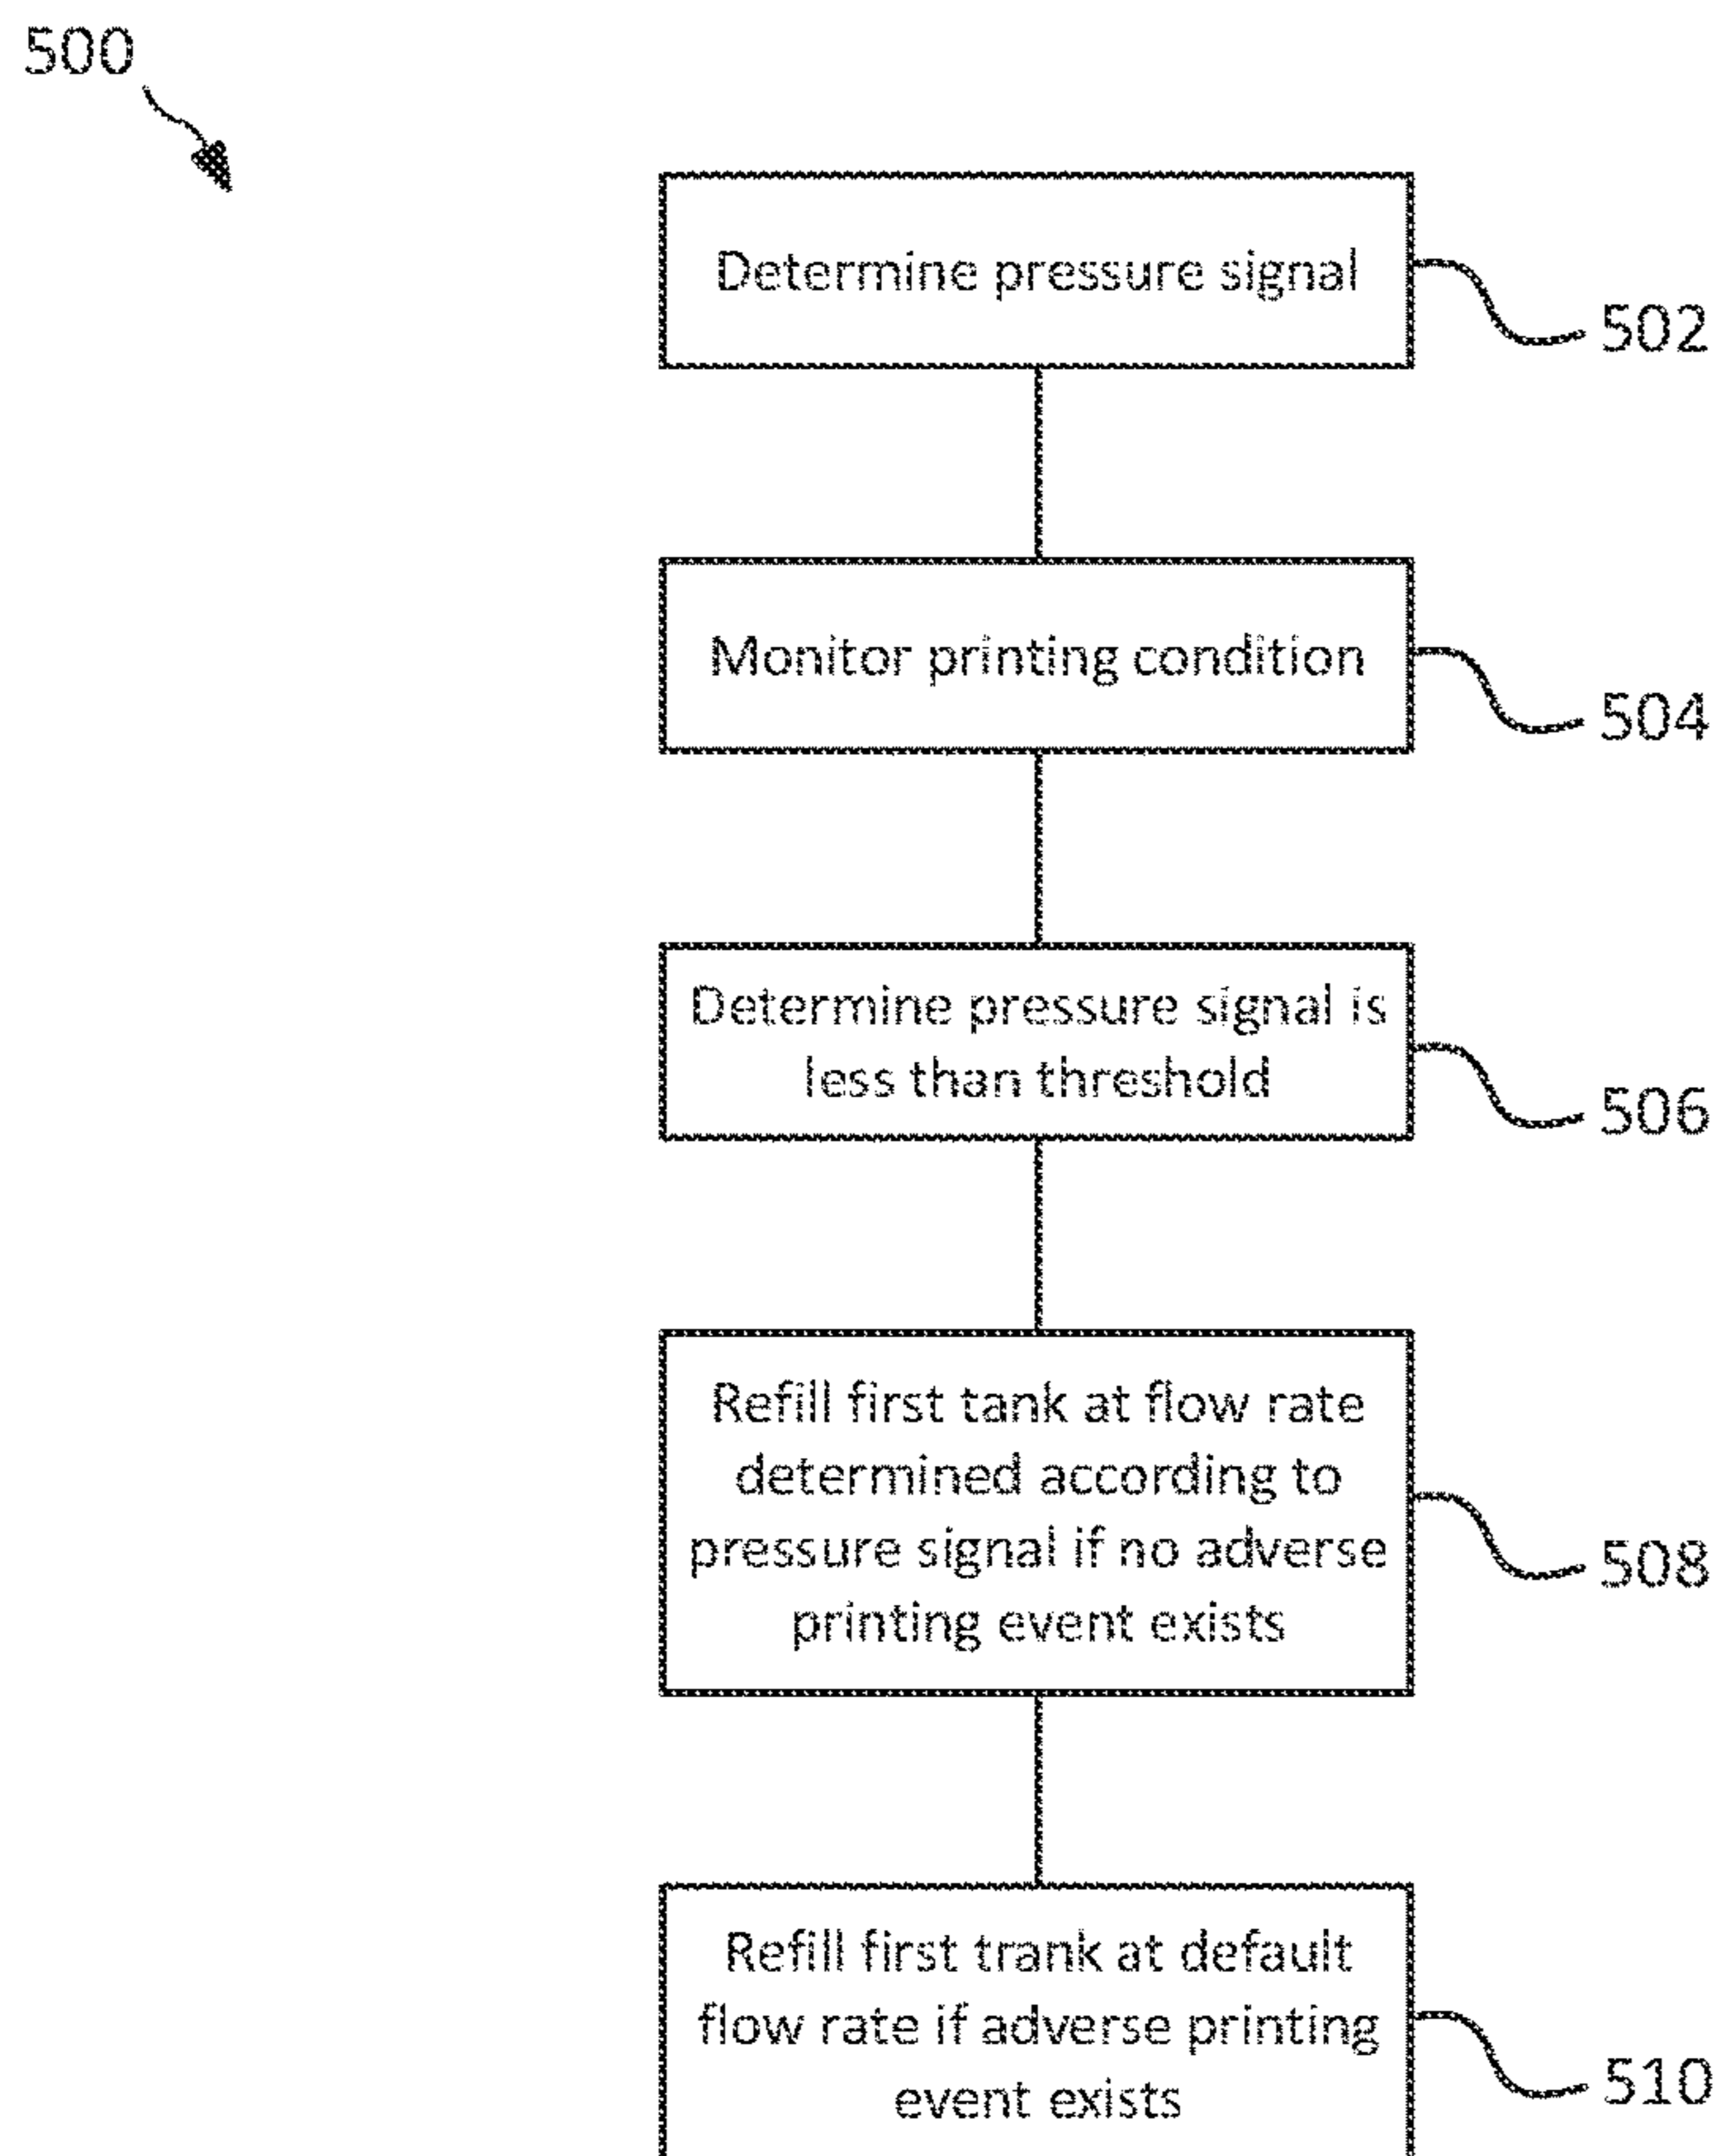 500
Determine pressure signal
502
Monitor printing condition
504
Determine pressure signal is
less than threshold
506
Refill first tank at flow rate
determined according to
pressure signal if no adverse
printing event exists
508
Refill first trank at default
flow rate if adverse printing
event exists
510